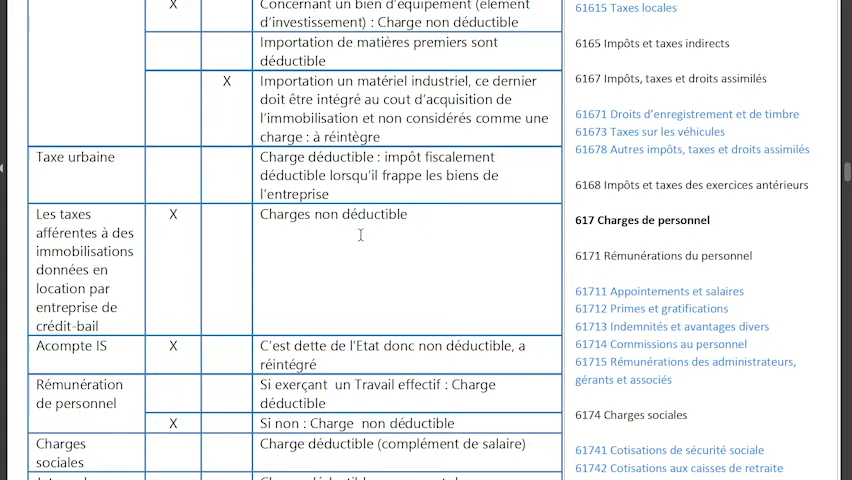 X
Concernant un bien d'équipement (élément
d'investissement) : Charge non déductible
Importation de matières premiers sont
déductible
X
Importation un matériel industriel, ce dernier
doit être intégré au cout d'acquisition de
l'immobilisation et non considérés comme une
charge : à réintègre
Taxe urbaine
Charge déductible : impôt fiscalement
déductible lorsqu'il frappe les biens de
l'entreprise
Les taxes
afférentes à des
immobilisations
données en
location par
entreprise de
crédit-bail
X
Charges non déductible
Acompte IS
X
C'est dette de l'Etat donc non déductible, a
réintégré
Rémunération
de personnel
Si exerçant un Travail effectif : Charge
déductible
X
Si non : Charge non déductible
Charges
sociales
Charge déductible (complément de salaire)
61615 Taxes locales
6165 Impôts et taxes indirects
6167 Impôts, taxes et droits assimilés
61671 Droits d'enregistrement et de timbre
61673 Taxes sur les véhicules
61678 Autres impôts, taxes et droits assimilés
6168 Impôts et taxes des exercices antérieurs
617 Charges de personnel
6171 Rémunérations du personnel
61711 Appointements et salaires
61712 Primes et gratifications
61713 Indemnités et avantages divers
61714 Commissions au personnel
61715 Rémunérations des administrateurs,
gérants et associés
6174 Charges sociales
61741 Cotisations de sécurité sociale
61742 Cotisations aux caisses de retraite